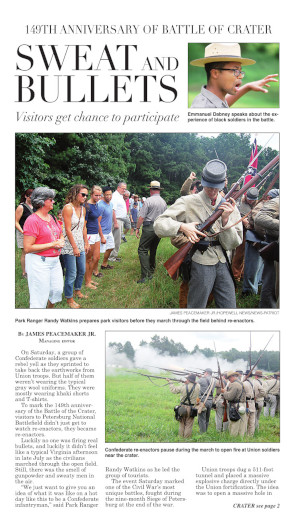 149TH ANNIVERSARY OF BATTLE OF CRATER
SWEAT AND
BULLETS
Visitors get chance to participate
Emmanuel Dabney speaks about the ex-
perience of black soldiers in the battle.
JAMES PEACEMAKER JR./HOPEWELL NEWS/NEWS-PATRIOT
Park Ranger Randy Watkins prepares park visitors before they march through the field behind re-enactors.
BY JAMES PEACEMAKER JR.
MANAGING EDITOR
On Saturday, a group of
Confederate soldiers gave a
rebel yell as they sprinted
to take back the earthworks from
Union troops. But half of them
weren't wearing the typical
gray wool uniforms: They were
mostly wearing khaki shorts
and T-shirts.
To mark the 149th anniver-
sary of the Battle of the Crater,
visitors to Petersburg National
Battlefield didn't just get to
watch re-enactors, they became
re-enactors.
Luckily no one was firing real
bullets, and luckily it didn't feel
like a typical Virginia afternoon
in late July as the civilians
marched through the open field.
Still, there was the smell of
gunpowder and sweaty men in
the air.
"We just want to give you an
idea of what it was like on a hot
day like this to be a Confederate
infantryman," said Park Ranger
Confederate re-enactors pause during the march to open fire at Union soldiers
near the crater.
Randy Watkins as he led the
group of tourists.
The event Saturday marked
one of the Civil War's most
unique battles, fought during
the nine-month Siege of Peters-
burg at the end of the war.
Union troops dug a 511-foot
tunnel and placed a massive
explosive charge directly under
the Union fortification. The idea
was to open a massive hole in
CRATER see page 2